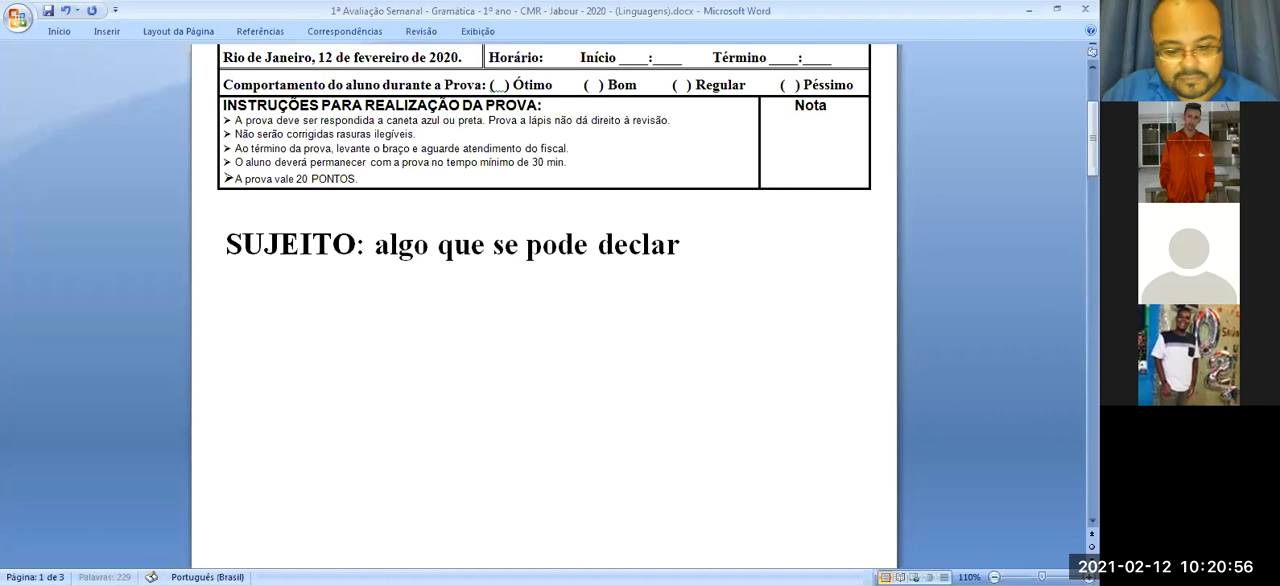 1ª Avaliação Semanal - Gramática - 1º ano - CMR - Jabour - 2020 - (Linguagens).docx - Microsoft Word
Início Inserir Layout da Página Referências Correspondências Revisão Exibição
Rio de Janeiro, 12 de fevereiro de 2020. Horário: Início ____:____ Término ____:____
Comportamento do aluno durante a Prova: (__) Ótimo ( ) Bom ( ) Regular ( ) Péssimo
INSTRUÇÕES PARA REALIZAÇÃO DA PROVA: Nota
➤ A prova deve ser respondida a caneta azul ou preta. Prova a lápis não dá direito à revisão.
➤ Não serão corrigidas rasuras ilegíveis.
➤ Ao término da prova, levante o braço e aguarde atendimento do fiscal.
➤ O aluno deverá permanecer com a prova no tempo mínimo de 30 min.
➤ A prova vale 20 PONTOS.
SUJEITO: algo que se pode declar
Página: 1 de 3 Palavras: 229 Português (Brasil) 110%
2021-02-12 10:20:56